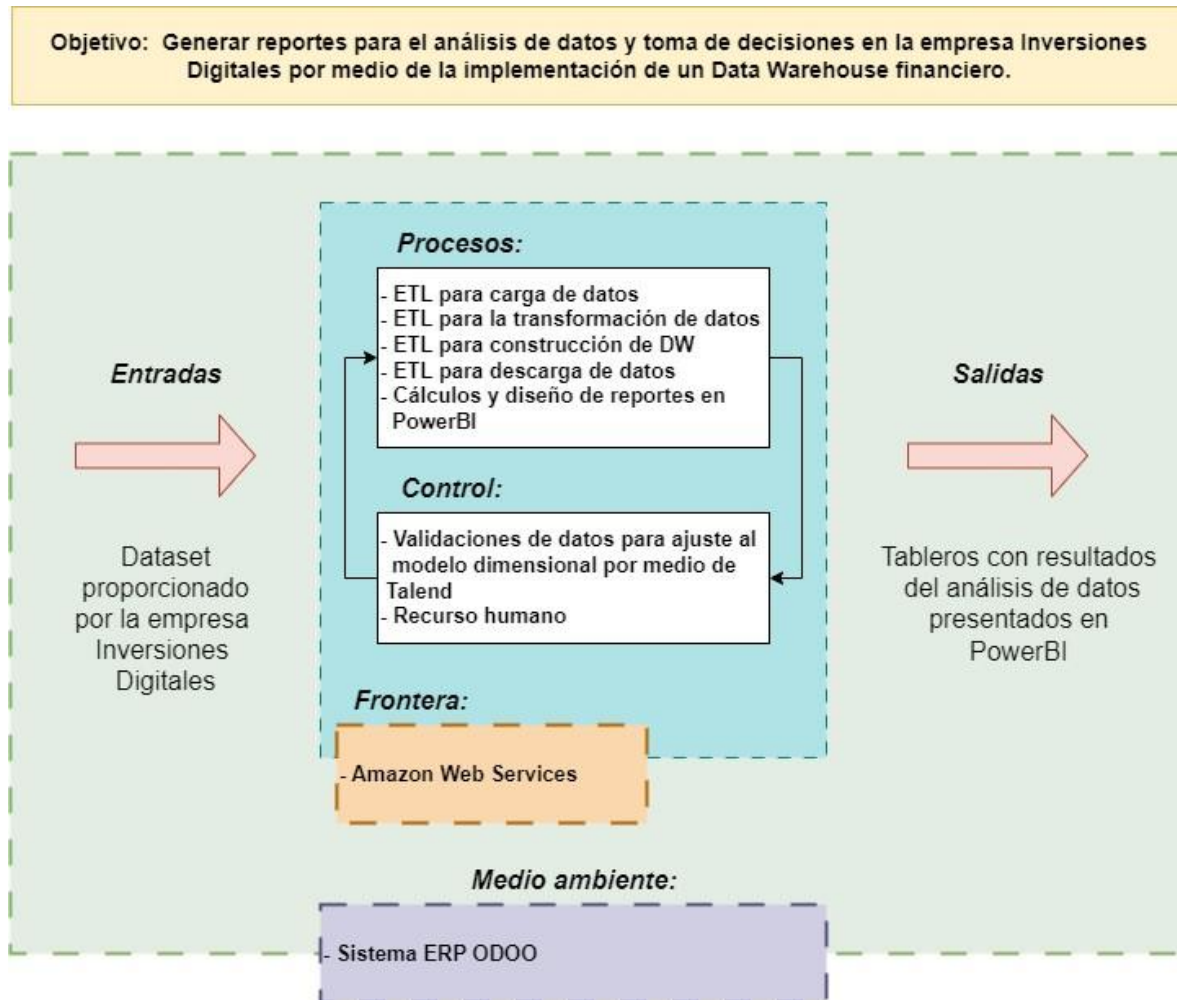 Objetivo: Generar reportes para el análisis de datos y toma de decisiones en la empresa Inversiones
Digitales por medio de la implementación de un Data Warehouse financiero.
Procesos:
- ETL para carga de datos
- ETL para la transformación de datos
- ETL para construcción de DW
- ETL para descarga de datos
- Cálculos y diseño de reportes en
PowerBI
Entradas
Dataset
proporcionado
por la empresa
Inversiones
Digitales
Control:
- Validaciones de datos para ajuste al
modelo dimensional por medio de
Talend
- Recurso humano
Salidas
Tableros con resultados
del análisis de datos
presentados en
PowerBI
Frontera:
- Amazon Web Services
Medio ambiente:
- Sistema ERP ODOO